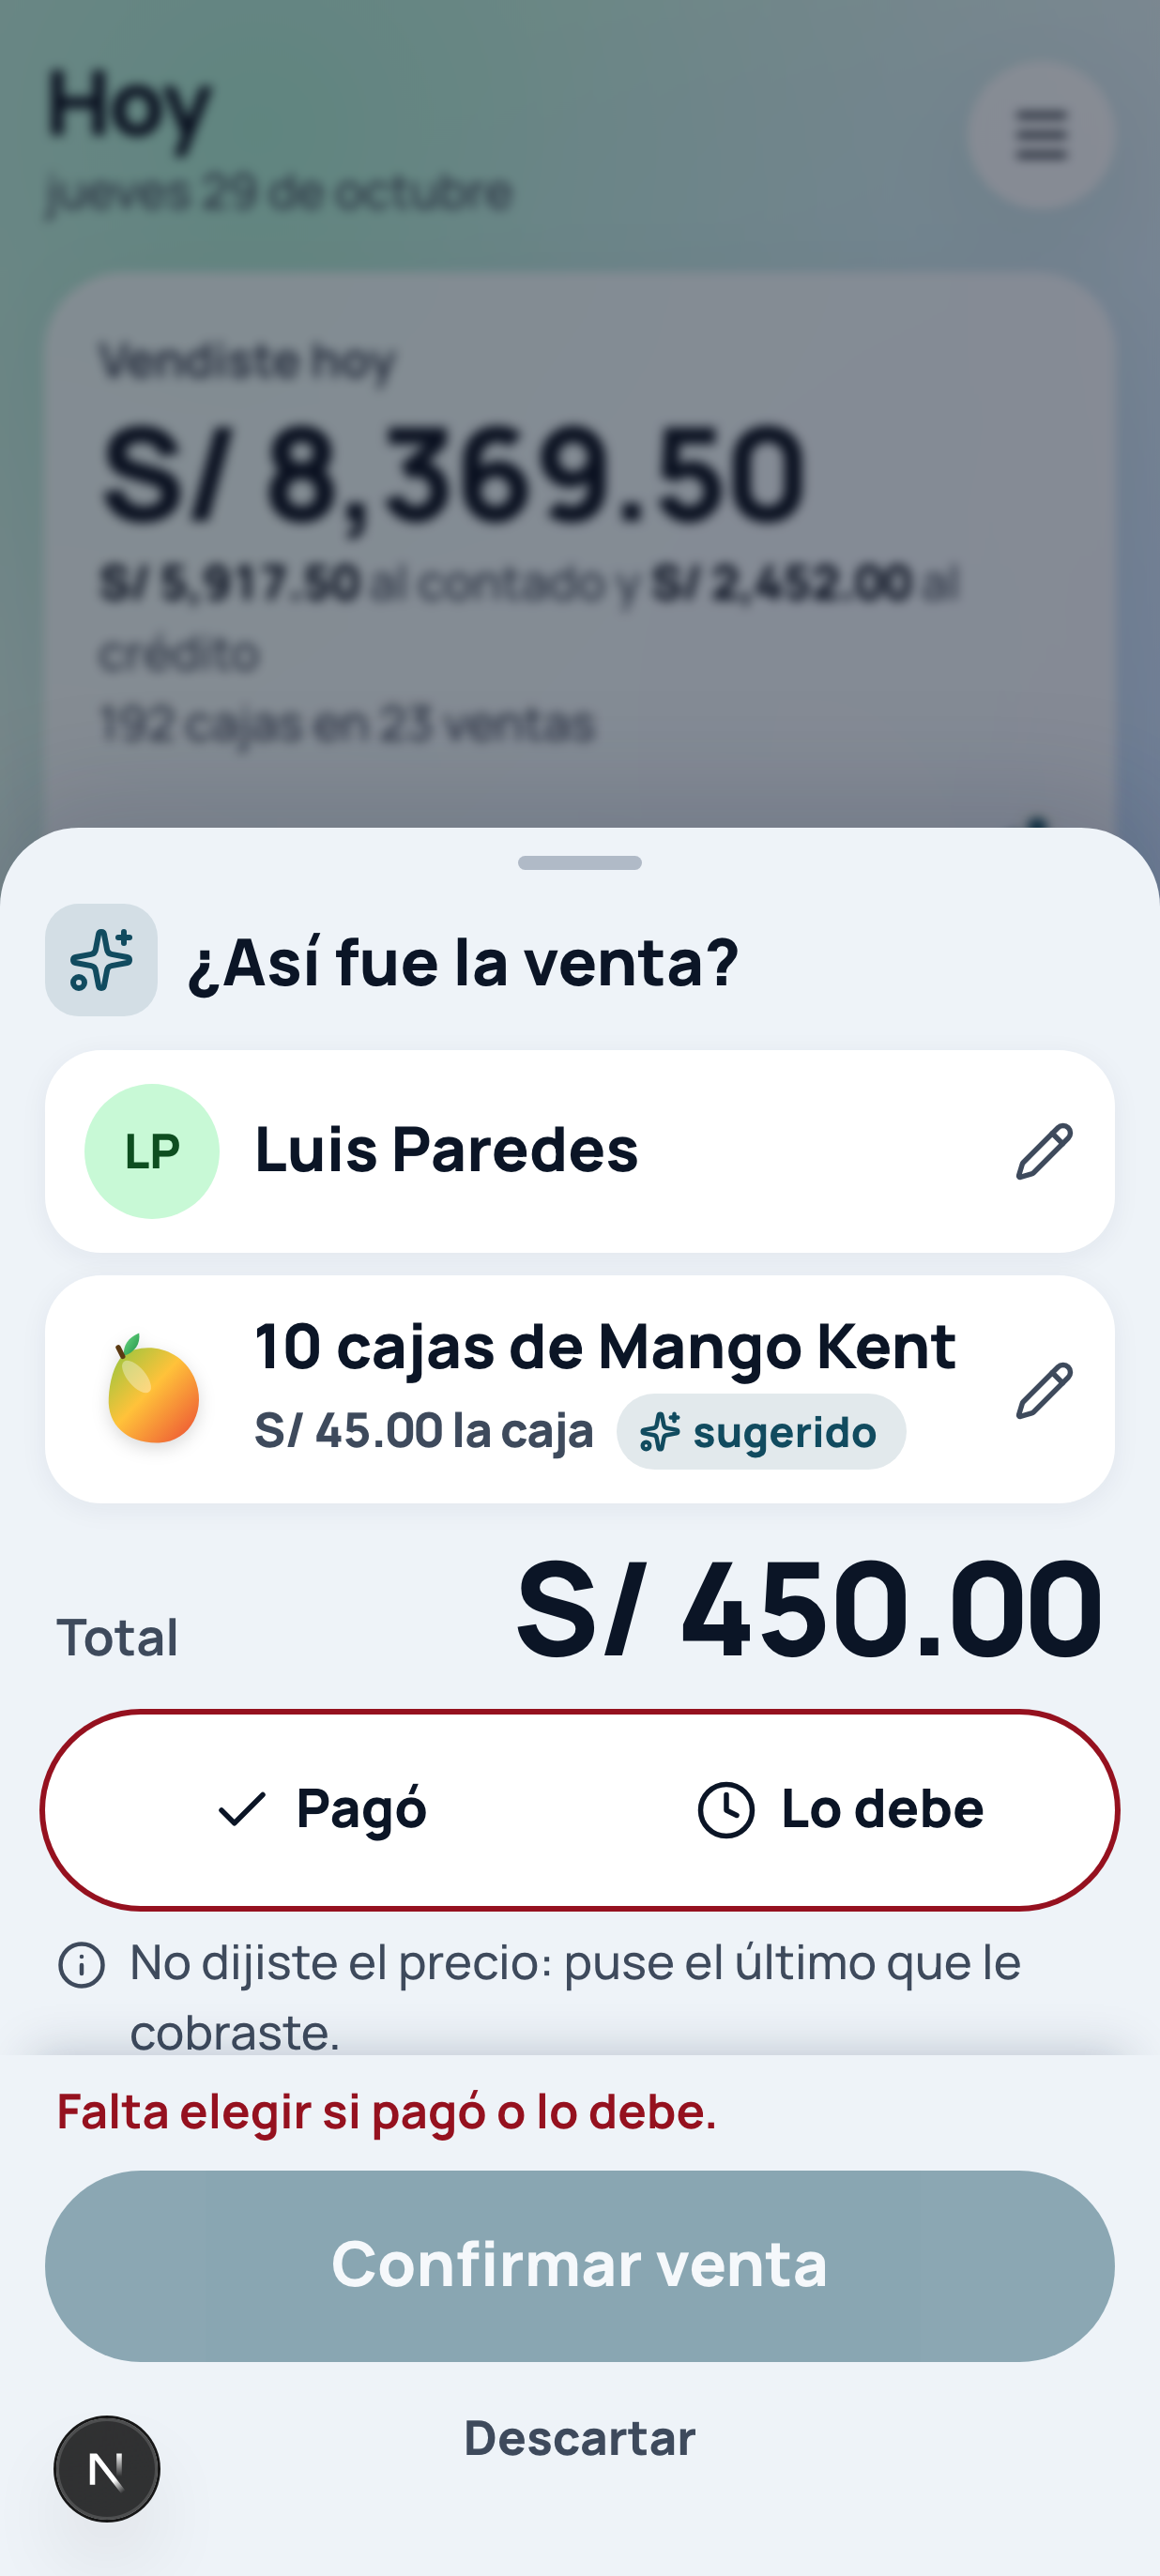 Hoy
jueves 29 de octubre
Vendiste hoy
S/ 8,369.50
S/ 5,917.50 al contado y S/ 2,452.00 al
crédito
192 cajas en 23 ventas
¿Así fue la venta?
LP
Luis Paredes
10 cajas de Mango Kent
S/ 45.00 la caja
sugerido
Total
S/ 450.00
Pagó
Lo debe
No dijiste el precio: puse el último que le
cobraste.
Falta elegir si pagó o lo debe.
Confirmar venta
Descartar
N